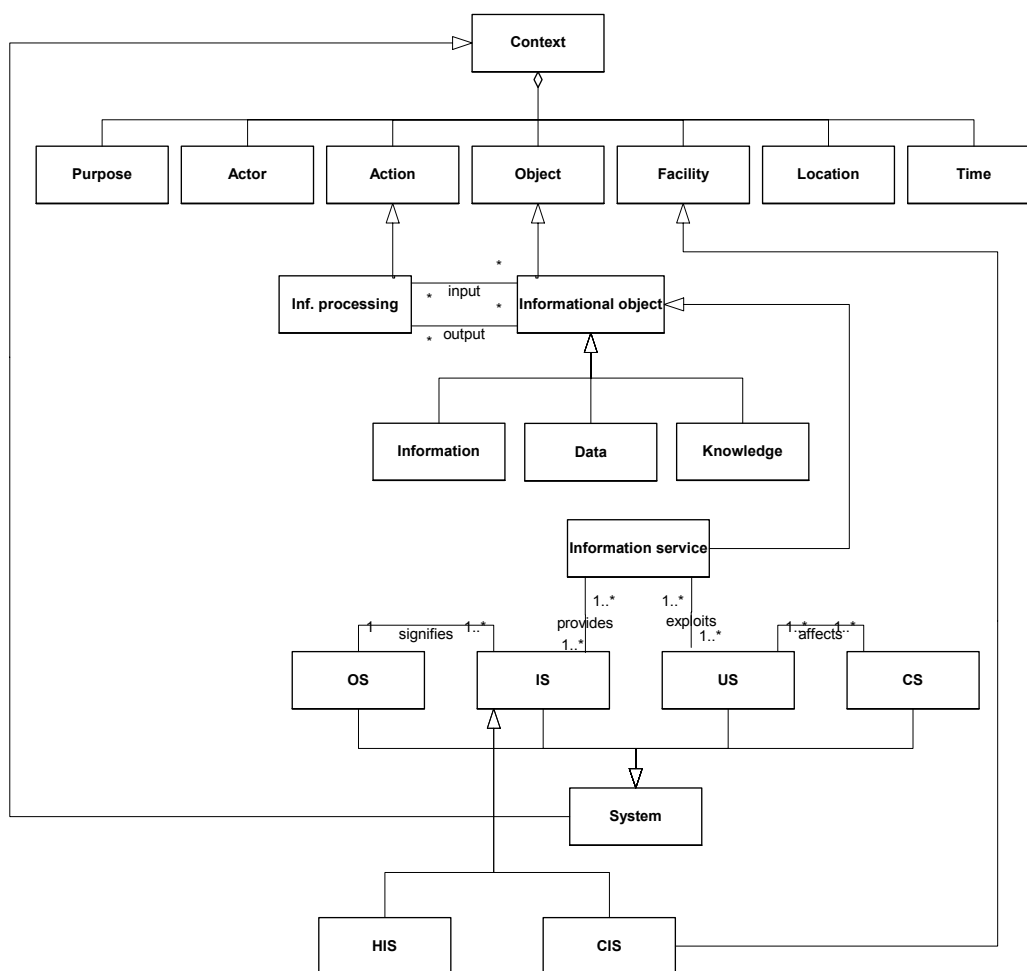 Context
Purpose
Actor
Action
Object
Facility
Location
Time
*
*
Inf. processing
input
*
*
Informational object
output
*
Information
Data
Knowledge
Information service
1..*
1..*
1
signifies
1..*
provides
1..*
exploits
1..*
1..*
affects
1..*
OS
IS
US
CS
System
HIS
CIS